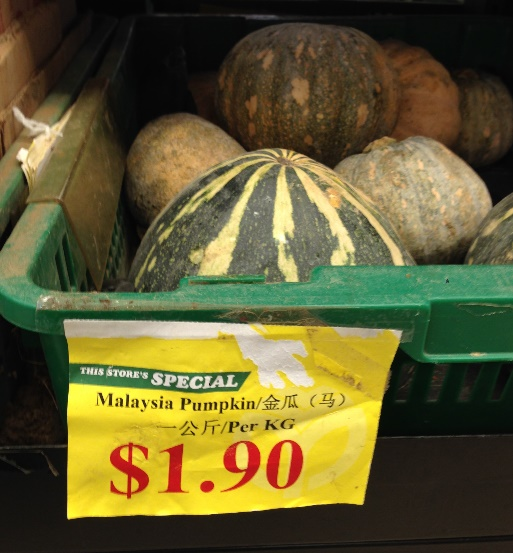 THIS STORE'S SPECIAL
Malaysia Pumpkin/金瓜（马）
一公斤/Per KG
$1.90